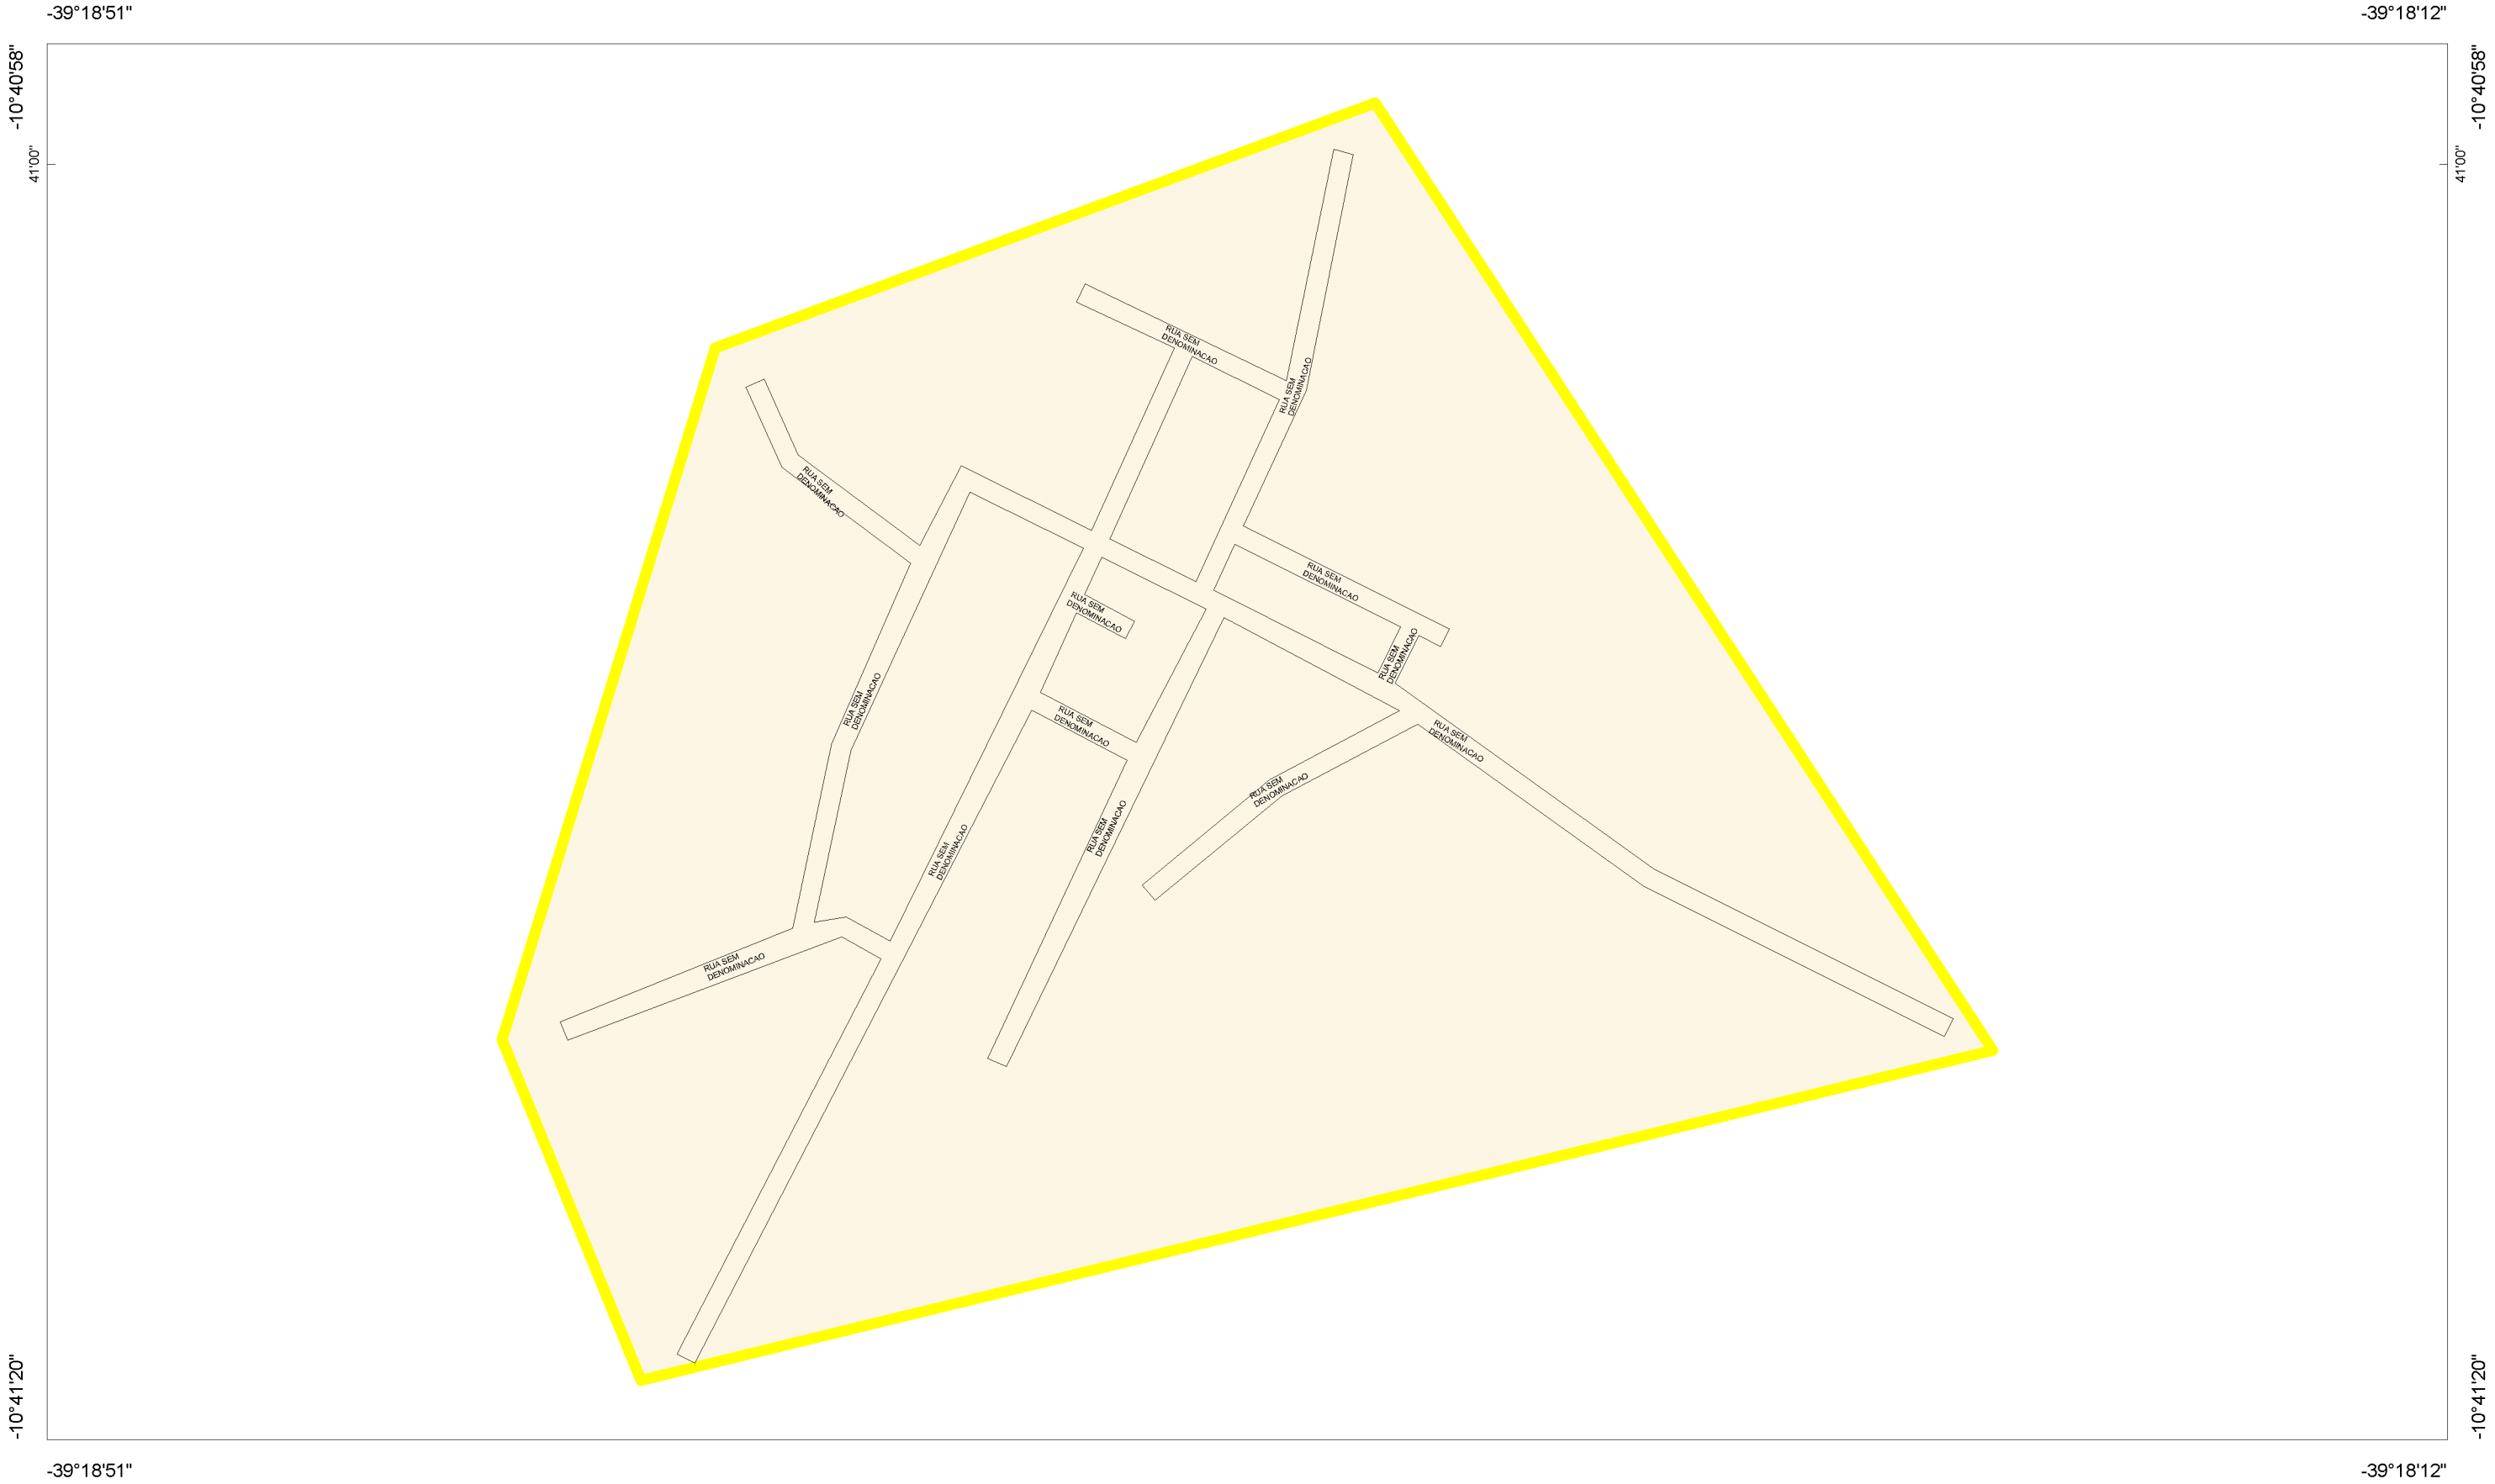 -39°18'51"
-39°18'12"
-10°40'58"
-10°40'58"
41'00"
41'00"
RUA SEM
DENOMINACAO
RUA SEM
DENOMINACAO
RUA SEM
DENOMINACAO
RUA SEM
DENOMINACAO
RUA SEM
DENOMINACAO
RUA SEM
DENOMINACAO
RUA SEM
DENOMINACAO
RUA SEM
DENOMINACAO
RUA SEM
DENOMINACAO
RUA SEM
DENOMINACAO
RUA SEM
DENOMINACAO
RUA SEM
DENOMINACAO
RUA SEM
DENOMINACAO
RUA SEM
DENOMINACAO
-10°41'20"
-10°41'20"
-39°18'51"
-39°18'12"